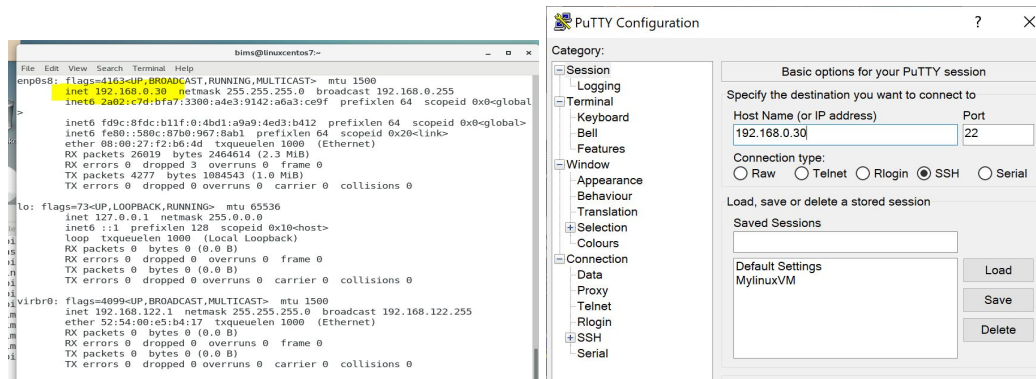 bims@linuxcentos7:~
File Edit View Search Terminal Help
enp0s8: flags=4163<UP,BROADCAST,RUNNING,MULTICAST> mtu 1500
inet 192.168.0.30 netmask 255.255.255.0 broadcast 192.168.0.255
inet6 2a02:c7d:bfa7:3300:a4e3:9142:a6a3:ce9f prefixlen 64 scopeid 0x0<global
>
inet6 fd9c:8fdc:b11f:0:4bd1:a9a9:4ed3:b412 prefixlen 64 scopeid 0x0<global>
inet6 fe80::580c:87b0:967:8ab1 prefixlen 64 scopeid 0x20<link>
ether 08:00:27:f2:b6:4d txqueuelen 1000 (Ethernet)
RX packets 26019 bytes 2464614 (2.3 MiB)
RX errors 0 dropped 3 overruns 0 frame 0
TX packets 4277 bytes 1084543 (1.0 MiB)
TX errors 0 dropped 0 overruns 0 carrier 0 collisions 0
lo: flags=73<UP,LOOPBACK,RUNNING> mtu 65536
inet 127.0.0.1 netmask 255.0.0.0
inet6 ::1 prefixlen 128 scopeid 0x10<host>
loop txqueuelen 1000 (Local Loopback)
RX packets 0 bytes 0 (0.0 B)
RX errors 0 dropped 0 overruns 0 frame 0
TX packets 0 bytes 0 (0.0 B)
TX errors 0 dropped 0 overruns 0 carrier 0 collisions 0
virbr0: flags=4099<UP,BROADCAST,MULTICAST> mtu 1500
inet 192.168.122.1 netmask 255.255.255.0 broadcast 192.168.122.255
ether 52:54:00:e5:b4:17 txqueuelen 1000 (Ethernet)
RX packets 0 bytes 0 (0.0 B)
RX errors 0 dropped 0 overruns 0 frame 0
TX packets 0 bytes 0 (0.0 B)
TX errors 0 dropped 0 overruns 0 carrier 0 collisions 0
PuTTY Configuration ? X
Category:
Session
Logging
Terminal
Keyboard
Bell
Features
Window
Appearance
Behaviour
Translation
Selection
Colours
Connection
Data
Proxy
Telnet
Rlogin
SSH
Serial
Basic options for your PuTTY session
Specify the destination you want to connect to
Host Name (or IP address) Port
192.168.0.30 22
Connection type:
Raw Telnet Rlogin SSH Serial
Load, save or delete a stored session
Saved Sessions
Default Settings
MylinuxVM
Load
Save
Delete